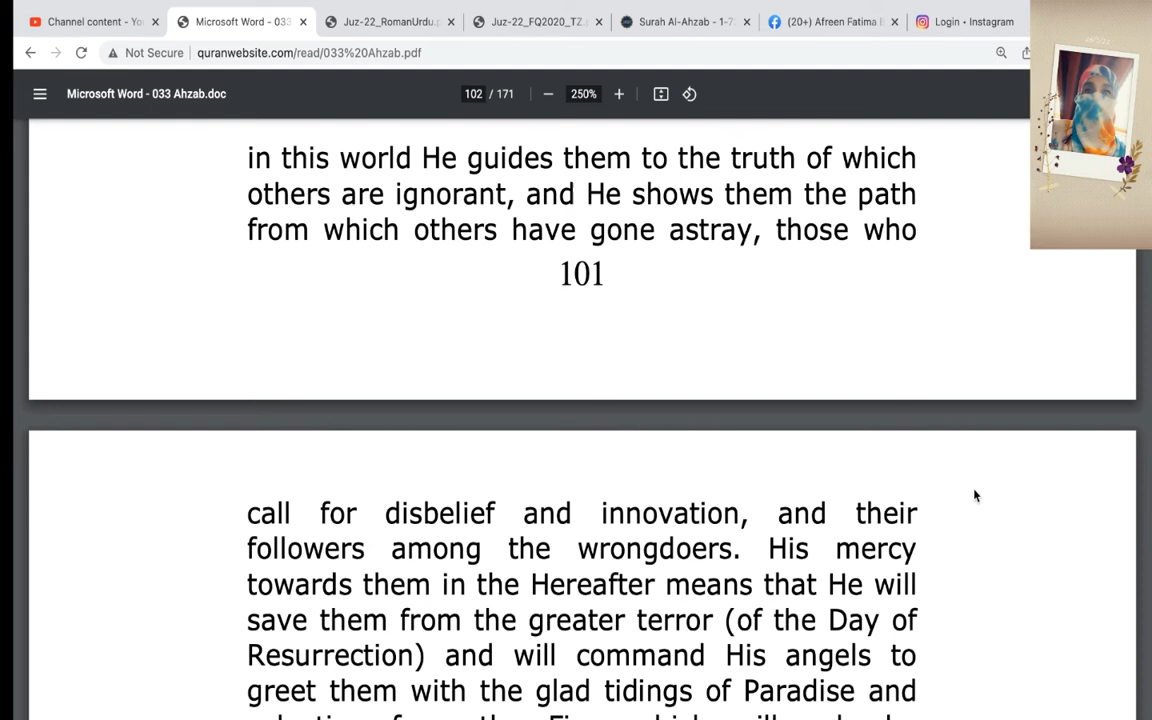 Channel content - Yo
Microsoft Word - 033
Juz-22_RomanUrdu.p
Juz-22_FQ2020_TZ.
Surah Al-Ahzab - 1-7
(20+) Afreen Fatima
Login • Instagram
Not Secure quranwebsite.com/read/033%20Ahzab.pdf
Microsoft Word - 033 Ahzab.doc
102 / 171
250%
in this world He guides them to the truth of which
others are ignorant, and He shows them the path
from which others have gone astray, those who
101
call for disbelief and innovation, and their
followers among the wrongdoers. His mercy
towards them in the Hereafter means that He will
save them from the greater terror (of the Day of
Resurrection) and will command His angels to
greet them with the glad tidings of Paradise and